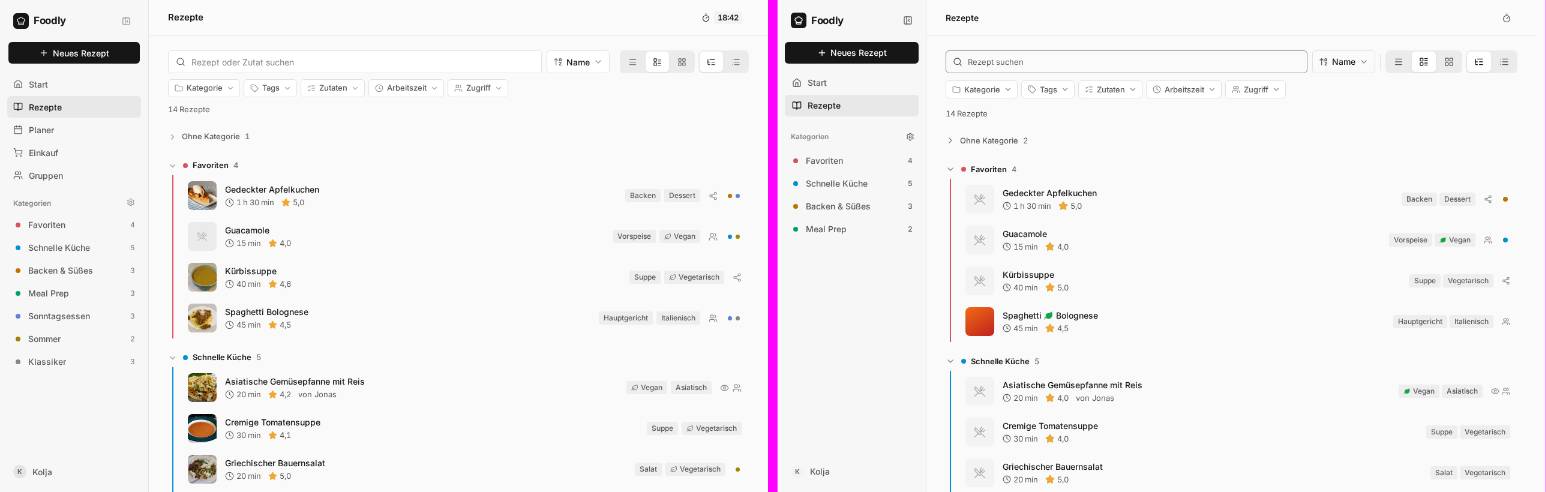 Foodly
Neues Rezept
Start
Rezepte
Planer
Einkauf
Gruppen
Kategorien
Favoriten 4
Schnelle Küche 5
Backen & Süßes 3
Meal Prep 3
Sonntagsessen 3
Sommer 2
Klassiker 3
K Kolja
Rezepte 18:42
Rezept oder Zutat suchen Name
Kategorie Tags Zutaten Arbeitszeit Zugriff
14 Rezepte
Ohne Kategorie 1
Favoriten 4
Gedeckter Apfelkuchen
1 h 30 min 5,0 Backen Dessert
Guacamole
15 min 4,0 Vorspeise Vegan
Kürbissuppe
40 min 4,6 Suppe Vegetarisch
Spaghetti Bolognese
45 min 4,5 Hauptgericht Italienisch
Schnelle Küche 5
Asiatische Gemüsepfanne mit Reis
20 min 4,2 von Jonas Vegan Asiatisch
Cremige Tomatensuppe
30 min 4,1 Suppe Vegetarisch
Griechischer Bauernsalat
20 min 5,0 Salat Vegetarisch
Foodly
Neues Rezept
Start
Rezepte
Kategorien
Favoriten 4
Schnelle Küche 5
Backen & Süßes 3
Meal Prep 2
K Kolja
Rezepte
Rezept suchen Name
Kategorie Tags Zutaten Arbeitszeit Zugriff
14 Rezepte
Ohne Kategorie 2
Favoriten 4
Gedeckter Apfelkuchen
1 h 30 min 5,0 Backen Dessert
Guacamole
15 min 4,0 Vorspeise Vegan
Kürbissuppe
40 min 5,0 Suppe Vegetarisch
Spaghetti Bolognese
45 min 4,5 Hauptgericht Italienisch
Schnelle Küche 5
Asiatische Gemüsepfanne mit Reis
20 min 4,0 von Jonas Vegan Asiatisch
Cremige Tomatensuppe
30 min 4,0 Suppe Vegetarisch
Griechischer Bauernsalat
20 min 5,0 Salat Vegetarisch